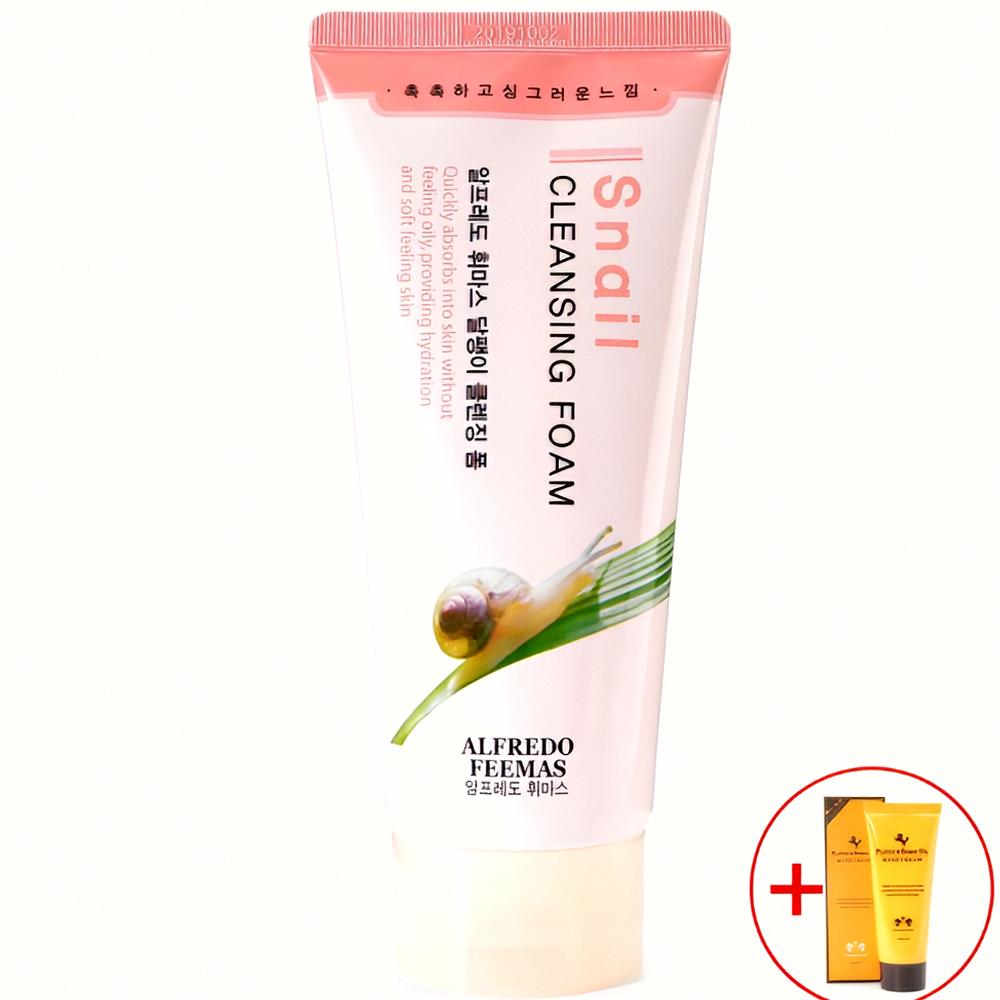 20191002
· 촉촉하고싱그러운느낌 ·
Snail
CLEANSING FOAM
알프레도 휘마스 달팽이 클렌징 폼
Quickly absorbs into skin without
feeling oily, providing hydration
and soft feeling skin
ALFREDO
FEEMAS
알프레도 휘마스
+